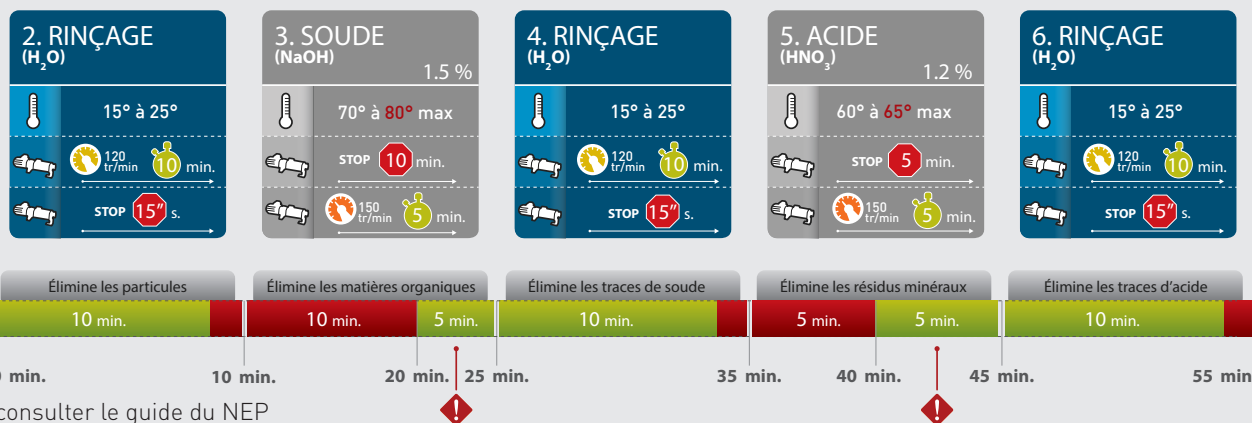 2. RINÇAGE
(H2O)
15° à 25°
120 tr/min 10 min.
STOP 15" s.
3. SOUDE
(NaOH)
1.5 %
70° à 80° max
STOP 10 min.
150 tr/min 5 min.
4. RINÇAGE
(H2O)
15° à 25°
120 tr/min 10 min.
STOP 15" s.
5. ACIDE
(HNO3)
1.2 %
60° à 65° max
STOP 5 min.
150 tr/min 5 min.
6. RINÇAGE
(H2O)
15° à 25°
120 tr/min 10 min.
STOP 15" s.
Élimine les particules
Élimine les matières organiques
Élimine les traces de soude
Élimine les résidus minéraux
Élimine les traces d'acide
10 min.
10 min.
5 min.
10 min.
5 min.
5 min.
10 min.
min.
10 min.
20 min.
25 min.
35 min.
40 min.
45 min.
55 min
consulter le guide du NEP